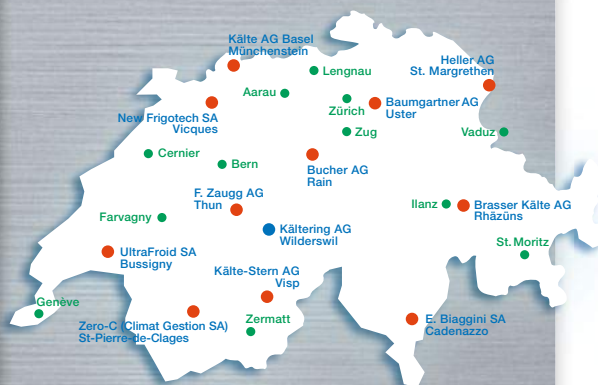 Kälte AG Basel
Münchenstein
Lengnau
Heller AG
St. Margrethen
Aarau
Zürich
Baumgartner AG
Uster
New Frigotech SA
Vicques
Zug
Vaduz
Cernier
Bern
Bucher AG
Rain
F. Zaugg AG
Thun
Ilanz
Brasser Kälte AG
Rhäzüns
Farvagny
Kältering AG
Wilderswil
St. Moritz
UltraFroid SA
Bussigny
Kälte-Stern AG
Visp
Genève
Zero-C (Climat Gestion SA)
St-Pierre-de-Clages
Zermatt
E. Biaggini SA
Cadenazzo